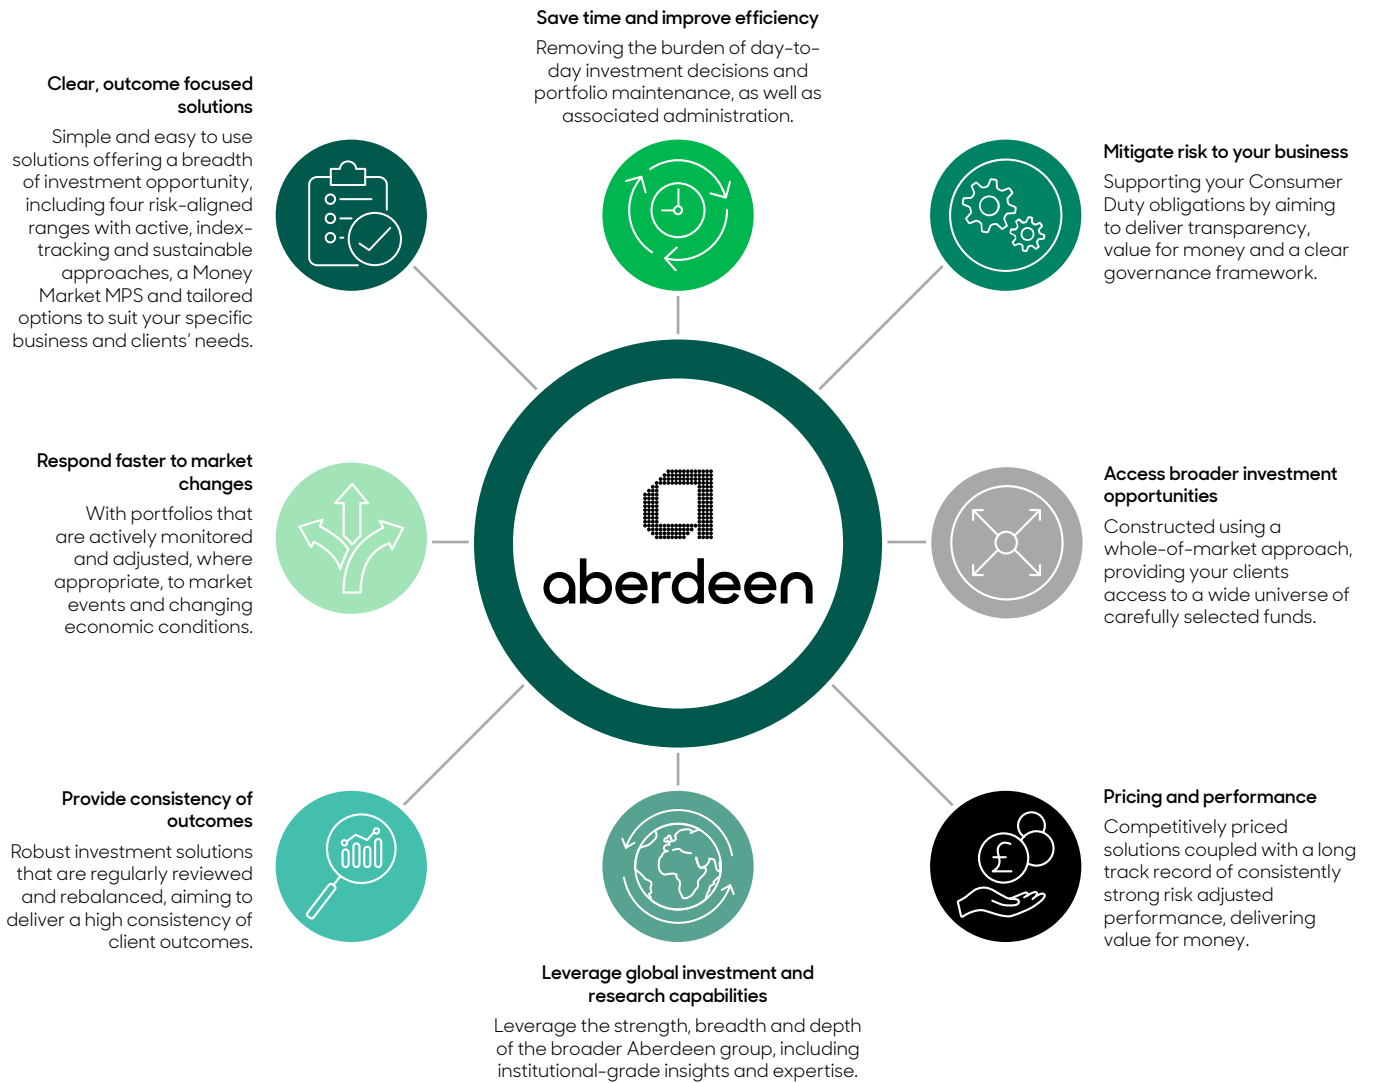 Save time and improve efficiency
Removing the burden of day-to-
day investment decisions and
portfolio maintenance, as well as
associated administration.
Clear, outcome focused
solutions
Simple and easy to use
solutions offering a breadth
of investment opportunity,
including four risk-aligned
ranges with active, index-
tracking and sustainable
approaches, a Money
Market MPS and tailored
options to suit your specific
business and clients' needs.
Mitigate risk to your business
Supporting your Consumer
Duty obligations by aiming
to deliver transparency,
value for money and a clear
governance framework.
Respond faster to market
changes
With portfolios that
are actively monitored
and adjusted, where
appropriate, to market
events and changing
economic conditions.
aberdeen
Access broader investment
opportunities
Constructed using a
whole-of-market approach,
providing your clients
access to a wide universe of
carefully selected funds.
Provide consistency of
outcomes
Robust investment solutions
that are regularly reviewed
and rebalanced, aiming to
deliver a high consistency of
client outcomes.
£
Pricing and performance
Competitively priced
solutions coupled with a long
track record of consistently
strong risk adjusted
performance, delivering
value for money.
Leverage global investment and
research capabilities
Leverage the strength, breadth and depth
of the broader Aberdeen group, including
institutional-grade insights and expertise.